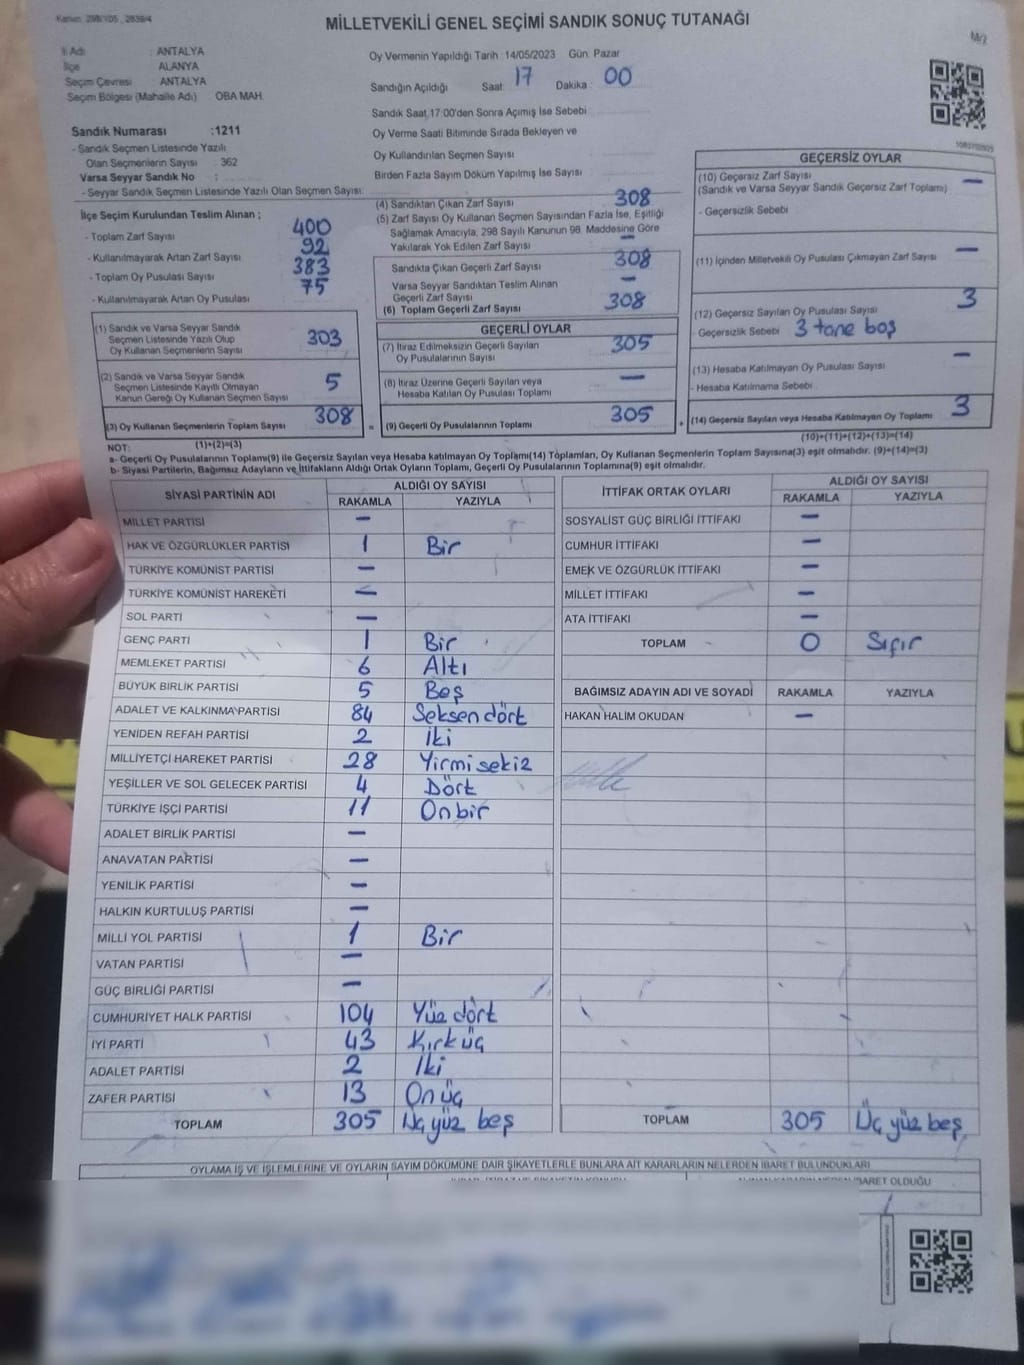 Kanun: 298/105, 2839/4
MİLLETVEKİLİ GENEL SEÇİMİ SANDIK SONUÇ TUTANAĞI
M/2
İl Adı : ANTALYA
İlçe : ALANYA
Seçim Çevresi : ANTALYA
Seçim Bölgesi (Mahalle Adı) OBA MAH.
Sandık Numarası :1211
- Sandık Seçmen Listesinde Yazılı
Olan Seçmenlerin Sayısı : 362
Varsa Seyyar Sandık No :
- Seyyar Sandık Seçmen Listesinde Yazılı Olan Seçmen Sayısı:
Oy Vermenin Yapıldığı Tarih : 14/05/2023 Gün: Pazar
Sandığın Açıldığı Saat: 17 Dakika : 00
Sandık Saat 17:00'den Sonra Açılmış İse Sebebi
Oy Verme Saati Bitiminde Sırada Bekleyen ve
Oy Kullandırılan Seçmen Sayısı
Birden Fazla Sayım Döküm Yapılmış İse Sayısı
İlçe Seçim Kurulundan Teslim Alınan ;
- Toplam Zarf Sayısı 400
- Kullanılmayarak Artan Zarf Sayısı 92
- Toplam Oy Pusulası Sayısı 383
- Kullanılmayarak Artan Oy Pusulası 75
(1) Sandık ve Varsa Seyyar Sandık
Seçmen Listesinde Yazılı Olup
Oy Kullanan Seçmenlerin Sayısı 303
(2) Sandık ve Varsa Seyyar Sandık
Seçmen Listesinde Kayıtlı Olmayan
Kanun Gereği Oy Kullanan Seçmen Sayısı 5
(3) Oy Kullanan Seçmenlerin Toplam Sayısı 308
(1)+(2)=(3)
(4) Sandıktan Çıkan Zarf Sayısı 308
(5) Zarf Sayısı Oy Kullanan Seçmen Sayısından Fazla İse, Eşitliği
Sağlamak Amacıyla, 298 Sayılı Kanunun 98. Maddesine Göre
Yakılarak Yok Edilen Zarf Sayısı —
Sandıkta Çıkan Geçerli Zarf Sayısı 308
Varsa Seyyar Sandıktan Teslim Alınan
Geçerli Zarf Sayısı —
(6) Toplam Geçerli Zarf Sayısı 308
GEÇERLİ OYLAR
(7) İtiraz Edilmeksizin Geçerli Sayılan
Oy Pusulalarının Sayısı 305
(8) İtiraz Üzerine Geçerli Sayılan veya
Hesaba Katılan Oy Pusulası Toplamı —
= (9) Geçerli Oy Pusulalarının Toplamı 305 +
GEÇERSİZ OYLAR
(10) Geçersiz Zarf Sayısı —
(Sandık ve Varsa Seyyar Sandık Geçersiz Zarf Toplamı)
- Geçersizlik Sebebi
(11) İçinden Milletvekili Oy Pusulası Çıkmayan Zarf Sayısı —
(12) Geçersiz Sayılan Oy Pusulası Sayısı 3
- Geçersizlik Sebebi 3 tane boş
(13) Hesaba Katılmayan Oy Pusulası Sayısı —
- Hesaba Katılmama Sebebi
(14) Geçersiz Sayılan veya Hesaba Katılmayan Oy Toplamı 3
(10)+(11)+(12)+(13)=(14)
NOT:
a- Geçerli Oy Pusulasının Toplamı(9) ile Geçersiz Sayılan veya Hesaba katılmayan Oy Toplamı(14) Toplamları, Oy Kullanan Seçmenlerin Toplam Sayısına(3) eşit olmalıdır. (9)+(14)=(3)
b- Siyasi Partilerin, Bağımsız Adayların ve İttifakların Aldığı Ortak Oyların Toplamı, Geçerli Oy Pusulasının Toplamına(9) eşit olmalıdır.
SİYASİ PARTİNİN ADI ALDIĞI OY SAYISI
RAKAMLA YAZIYLA
MİLLET PARTİSİ —
HAK VE ÖZGÜRLÜKLER PARTİSİ 1 Bir
TÜRKİYE KOMÜNİST PARTİSİ —
TÜRKİYE KOMÜNİST HAREKETİ —
SOL PARTİ —
GENÇ PARTİ 1 Bir
MEMLEKET PARTİSİ 6 Altı
BÜYÜK BİRLİK PARTİSİ 5 Beş
ADALET VE KALKINMA PARTİSİ 84 Seksen dört
YENİDEN REFAH PARTİSİ 2 İki
MİLLİYETÇİ HAREKET PARTİSİ 28 Yirmi sekiz
YEŞİLLER VE SOL GELECEK PARTİSİ 4 Dört
TÜRKİYE İŞÇİ PARTİSİ 11 On bir
ADALET BİRLİK PARTİSİ —
ANAVATAN PARTİSİ —
YENİLİK PARTİSİ —
HALKIN KURTULUŞ PARTİSİ —
MİLLİ YOL PARTİSİ 1 Bir
VATAN PARTİSİ —
GÜÇ BİRLİĞİ PARTİSİ —
CUMHURİYET HALK PARTİSİ 104 Yüz dört
İYİ PARTİ 43 Kırk üç
ADALET PARTİSİ 2 İki
ZAFER PARTİSİ 13 On üç
TOPLAM 305 Üç yüz beş
İTTİFAK ORTAK OYLARI ALDIĞI OY SAYISI
RAKAMLA YAZIYLA
SOSYALİST GÜÇ BİRLİĞİ İTTİFAKI —
CUMHUR İTTİFAKI —
EMEK VE ÖZGÜRLÜK İTTİFAKI —
MİLLET İTTİFAKI —
ATA İTTİFAKI —
TOPLAM 0 Sıfır
BAĞIMSIZ ADAYIN ADI VE SOYADI RAKAMLA YAZIYLA
HAKAN HALİM OKUDAN —
TOPLAM 305 Üç yüz beş
OYLAMA İŞ VE İŞLEMLERİNE VE OYLARIN SAYIM DÖKÜMÜNE DAİR ŞİKAYETLERLE BUNLARA AİT KARARLARIN NELERDEN İBARET BULUNDUKLARI
İBARET OLDUĞU